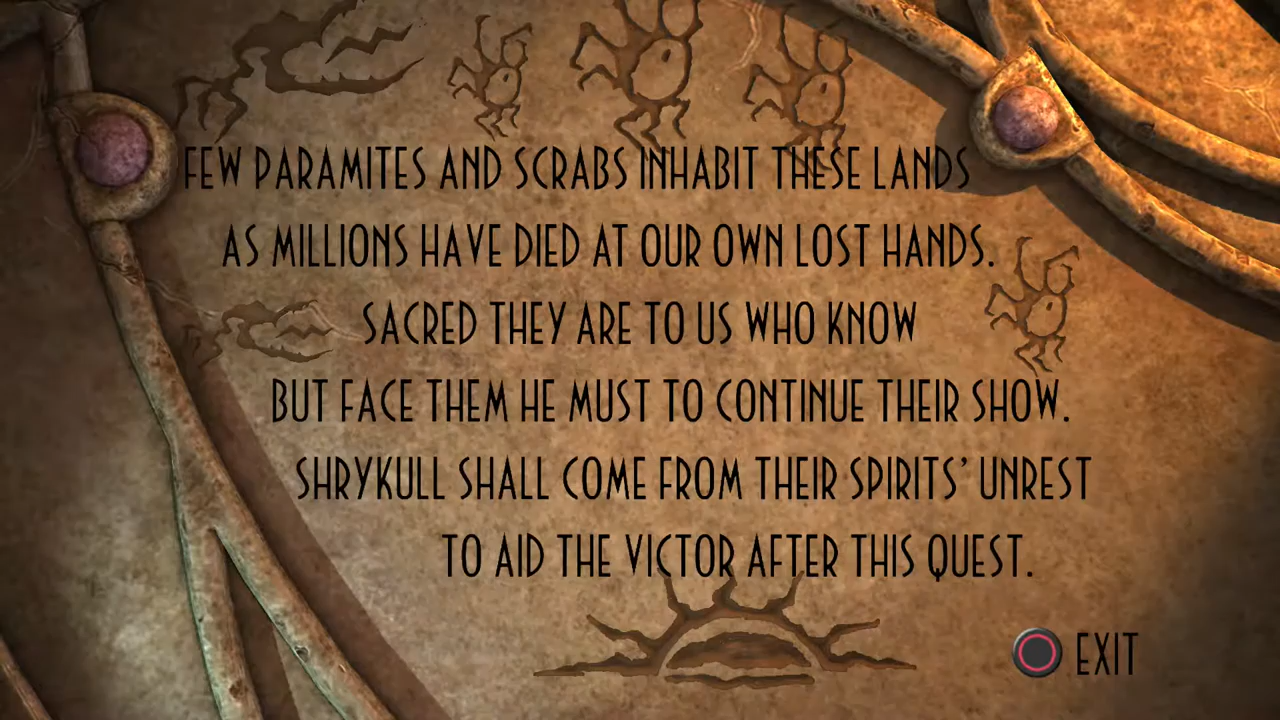 FEW PARAMITES AND SCRABS INHABIT THESE LANDS
AS MILLIONS HAVE DIED AT OUR OWN LOST HANDS.
SACRED THEY ARE TO US WHO KNOW
BUT FACE THEM HE MUST TO CONTINUE THEIR SHOW.
SHRYKULL SHALL COME FROM THEIR SPIRITS' UNREST
TO AID THE VICTOR AFTER THIS QUEST.
EXIT